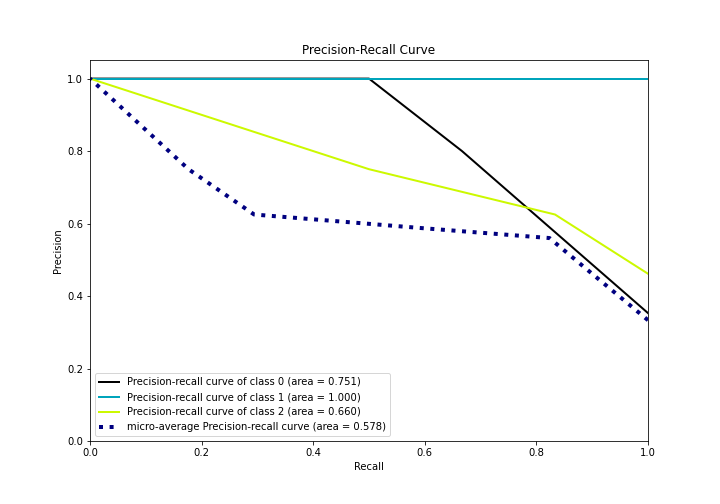 Precision-Recall Curve
1.0
0.8
0.6
0.4
0.2
0.0
Precision
Precision-recall curve of class 0 (area = 0.751)
Precision-recall curve of class 1 (area = 1.000)
Precision-recall curve of class 2 (area = 0.660)
micro-average Precision-recall curve (area = 0.578)
0.0 0.2 0.4 0.6 0.8 1.0
Recall